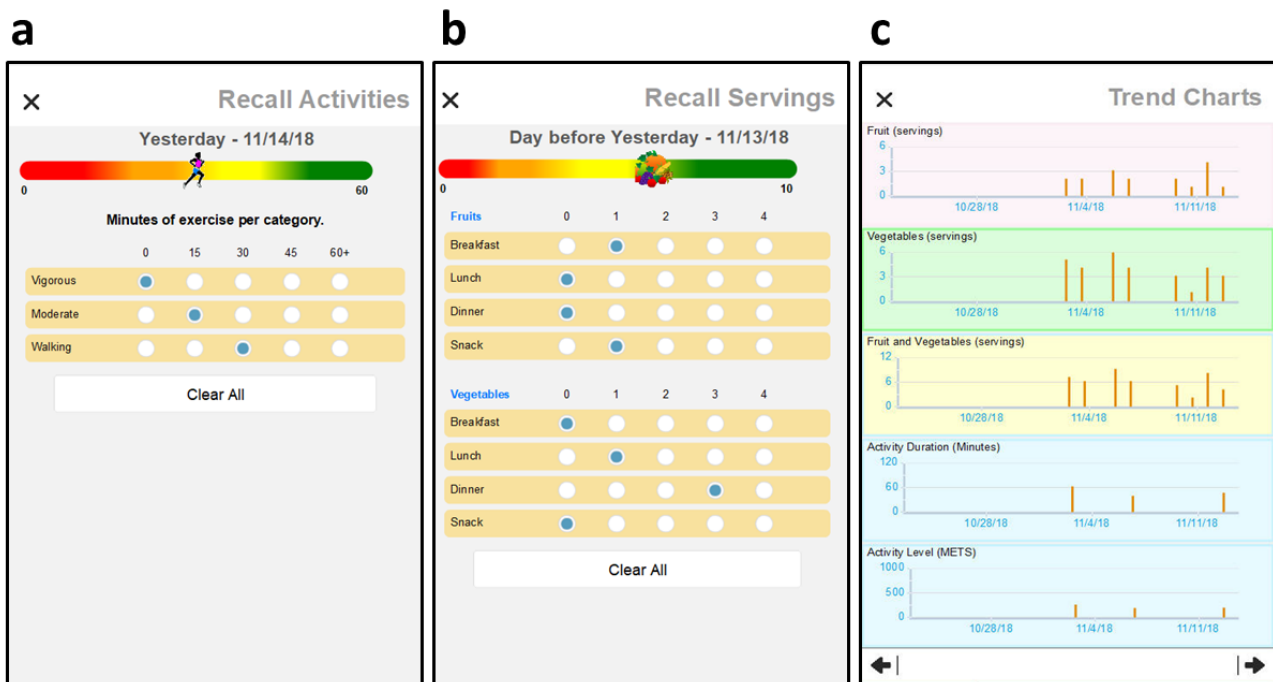 a
✕ Recall Activities
Yesterday - 11/14/18
0 60
Minutes of exercise per category.
0 15 30 45 60+
Vigorous
Moderate
Walking
Clear All
b
✕ Recall Servings
Day before Yesterday - 11/13/18
0 10
Fruits 0 1 2 3 4
Breakfast
Lunch
Dinner
Snack
Vegetables 0 1 2 3 4
Breakfast
Lunch
Dinner
Snack
Clear All
c
✕ Trend Charts
Fruit (servings)
6
3
0
10/28/18 11/4/18 11/11/18
Vegetables (servings)
6
3
0
10/28/18 11/4/18 11/11/18
Fruit and Vegetables (servings)
12
6
0
10/28/18 11/4/18 11/11/18
Activity Duration (Minutes)
120
60
0
10/28/18 11/4/18 11/11/18
Activity Level (METS)
1000
500
0
10/28/18 11/4/18 11/11/18